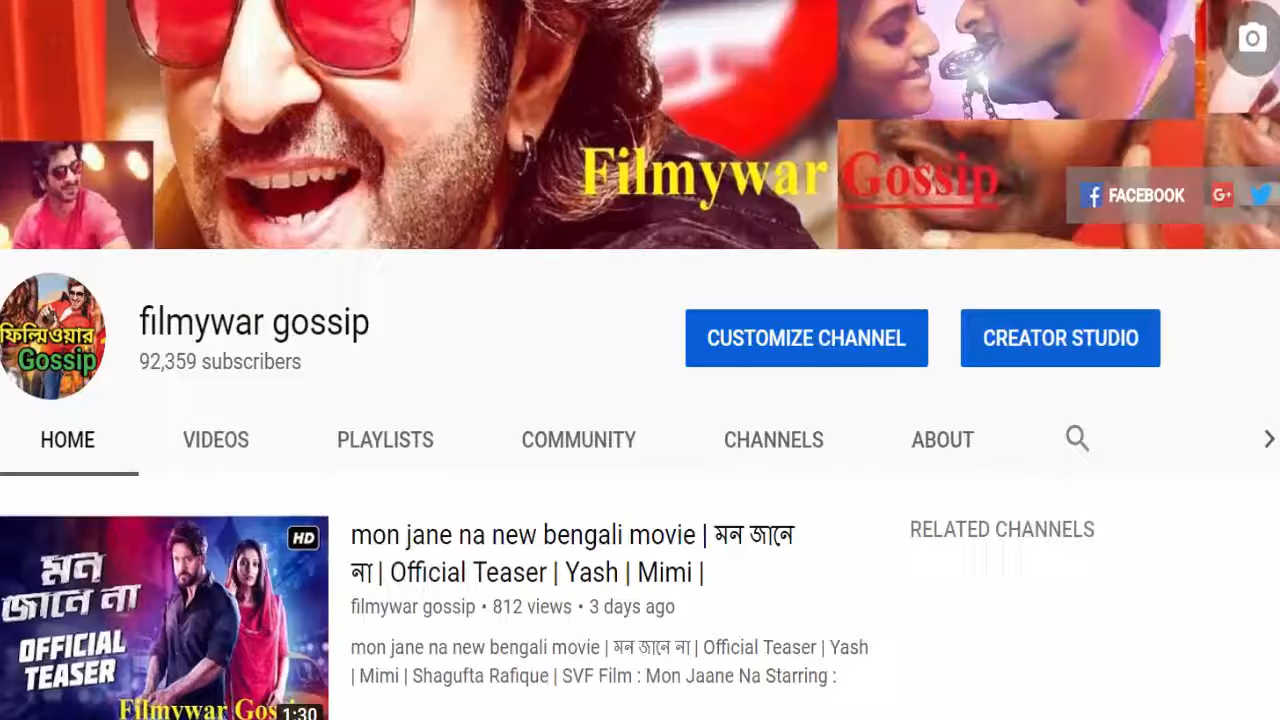 Filmywar Gossip
FACEBOOK
G+
ফিল্মিওয়ার
Gossip
filmywar gossip
92,359 subscribers
CUSTOMIZE CHANNEL
CREATOR STUDIO
HOME VIDEOS PLAYLISTS COMMUNITY CHANNELS ABOUT
মন
জানে না
OFFICIAL
TEASER
HD
Filmywar Gos
1:30
mon jane na new bengali movie | মন জানে
না | Official Teaser | Yash | Mimi |
filmywar gossip • 812 views • 3 days ago
mon jane na new bengali movie | মন জানে না | Official Teaser | Yash
| Mimi | Shagufta Rafique | SVF Film : Mon Jaane Na Starring :
RELATED CHANNELS